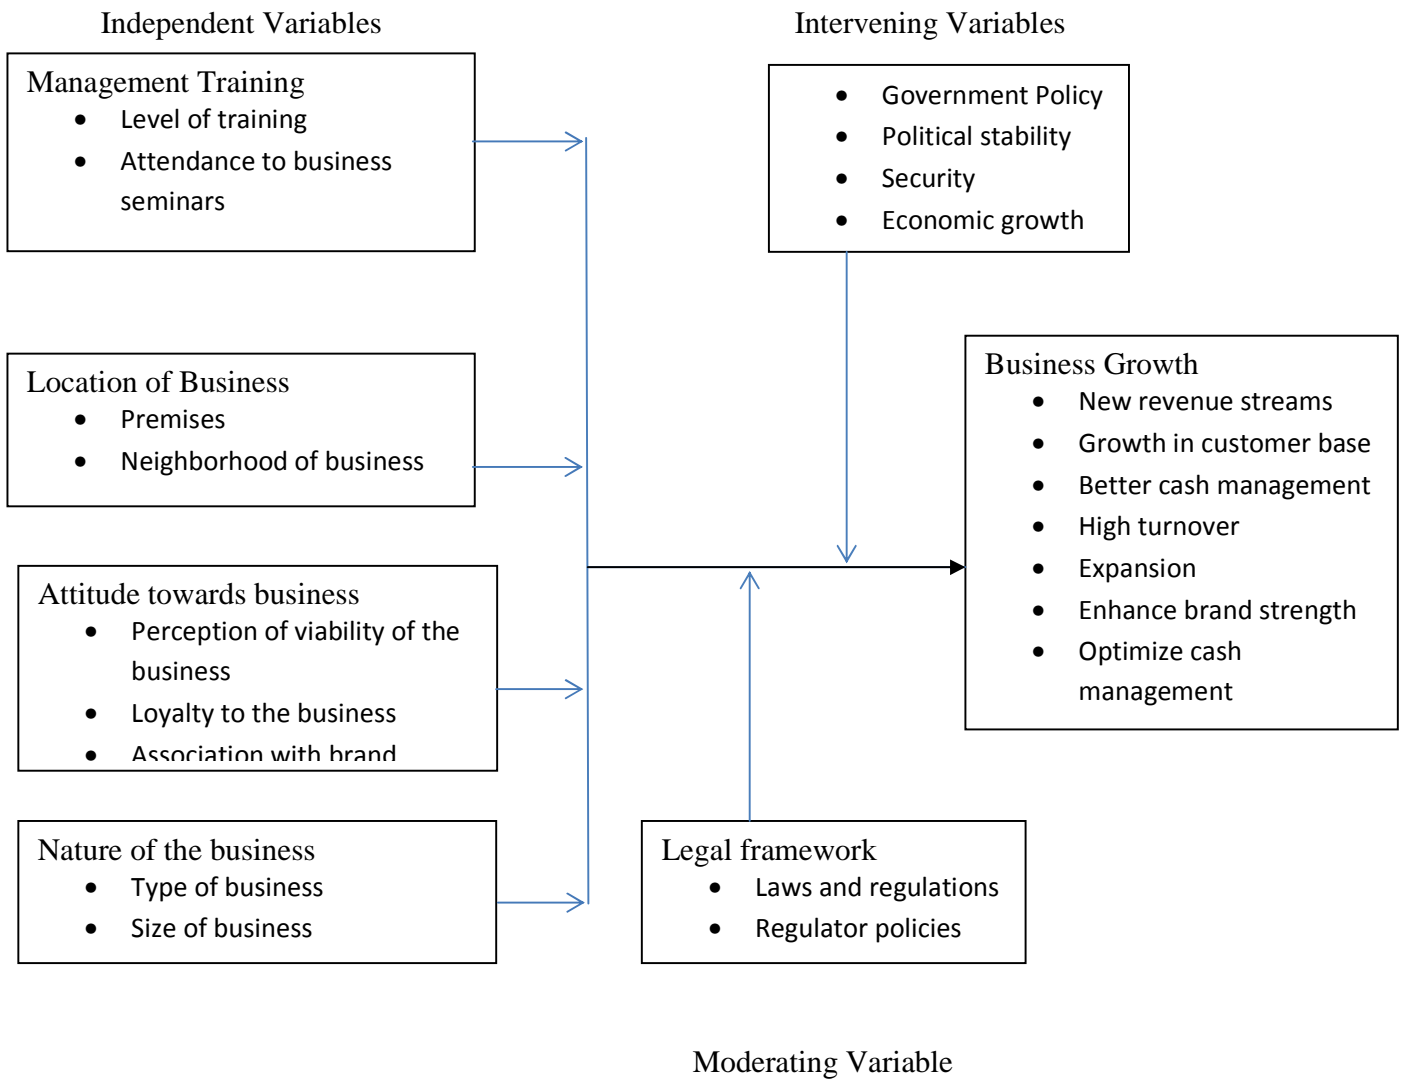 Independent Variables
Management Training
• Level of training
• Attendance to business
seminars
Location of Business
• Premises
• Neighborhood of business
Attitude towards business
• Perception of viability of the
business
• Loyalty to the business
• Association with brand
Nature of the business
• Type of business
• Size of business
Intervening Variables
• Government Policy
• Political stability
• Security
• Economic growth
Business Growth
• New revenue streams
• Growth in customer base
• Better cash management
• High turnover
• Expansion
• Enhance brand strength
• Optimize cash
management
Legal framework
• Laws and regulations
• Regulator policies
Moderating Variable